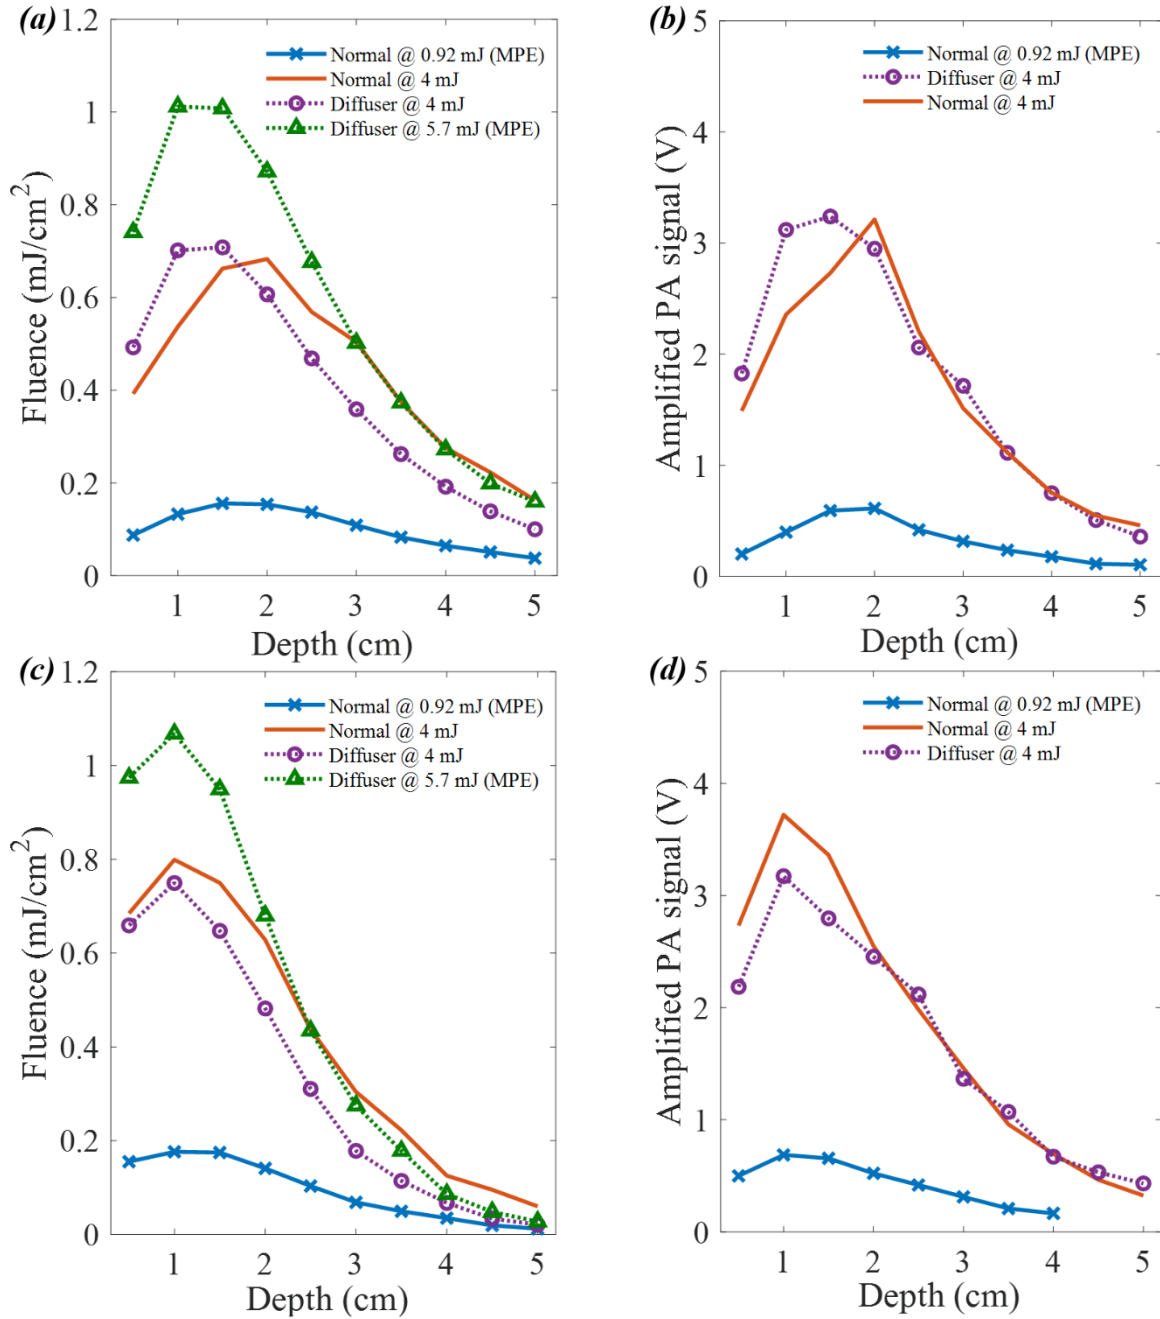 (a)
1.2
1
0.8
0.6
0.4
0.2
0
Fluence (mJ/cm²)
Normal @ 0.92 mJ (MPE)
Normal @ 4 mJ
Diffuser @ 4 mJ
Diffuser @ 5.7 mJ (MPE)
1 2 3 4 5
Depth (cm)
(b)
5
4
3
2
1
0
Amplified PA signal (V)
Normal @ 0.92 mJ (MPE)
Diffuser @ 4 mJ
Normal @ 4 mJ
1 2 3 4 5
Depth (cm)
(c)
1.2
1
0.8
0.6
0.4
0.2
0
Fluence (mJ/cm²)
Normal @ 0.92 mJ (MPE)
Normal @ 4 mJ
Diffuser @ 4 mJ
Diffuser @ 5.7 mJ (MPE)
1 2 3 4 5
Depth (cm)
(d)
5
4
3
2
1
0
Amplified PA signal (V)
Normal @ 0.92 mJ (MPE)
Normal @ 4 mJ
Diffuser @ 4 mJ
1 2 3 4 5
Depth (cm)